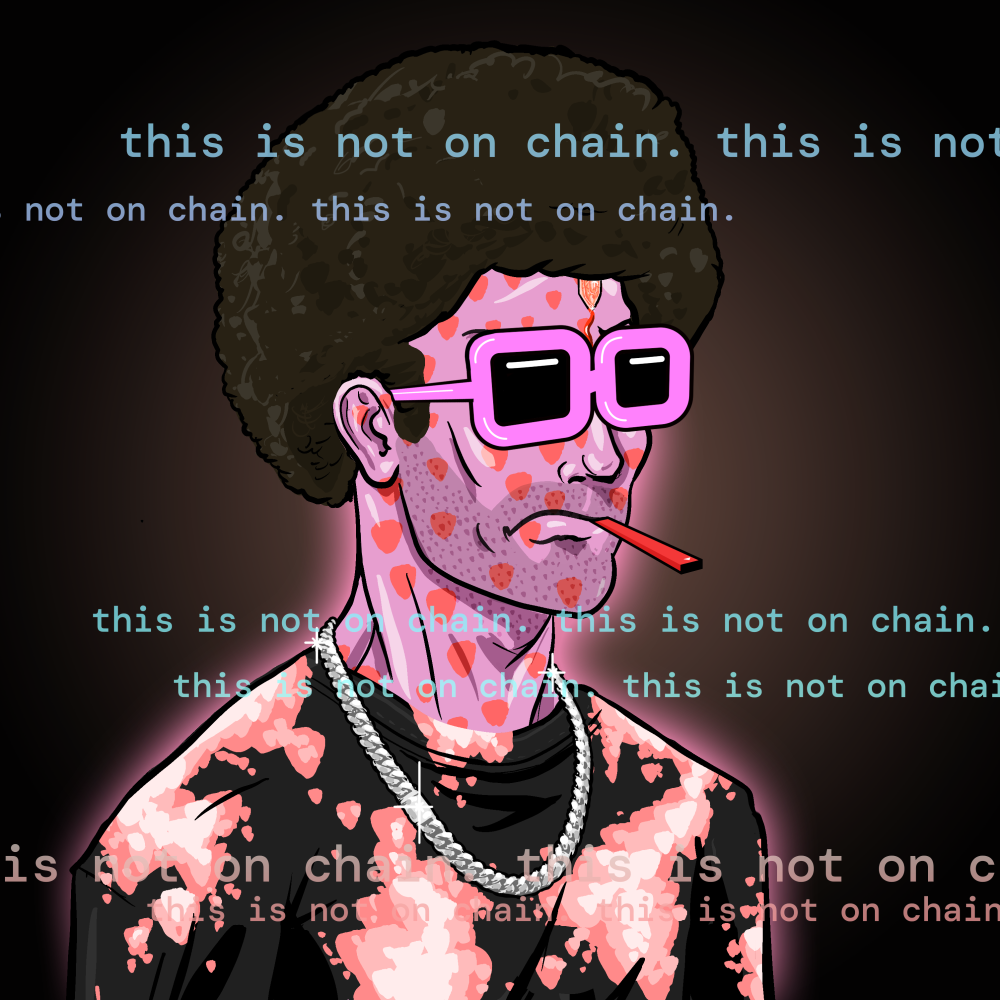 this is not on chain. this is not
not on chain. this is not on chain.
this is not on chain. this is not on chain.
this is not on chain. this is not on chai
is not on chain. this is not on c
this is not on chain. this is not on chain